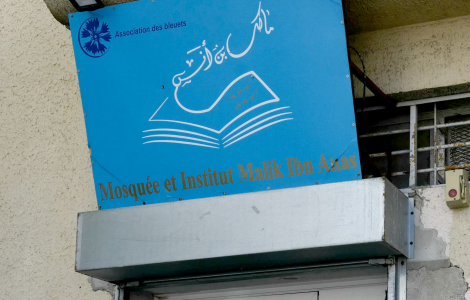 Association des bleuets
مالك بن أنس
Mosquée et Institut Malik Ibn Anas